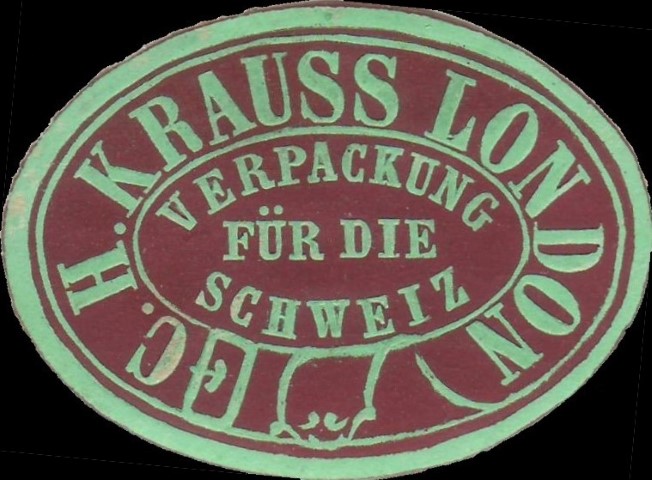 C. H. KRAUSS LONDON
VERPACKUNG
FÜR DIE
SCHWEIZ